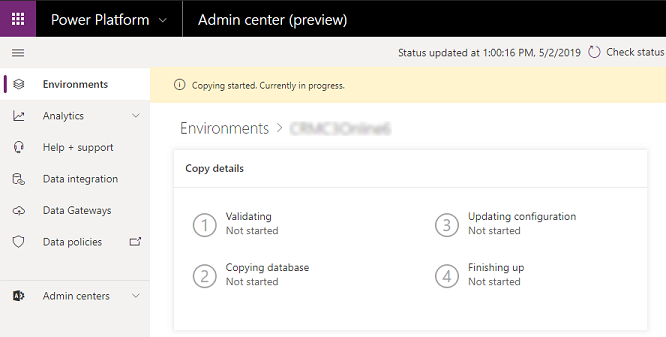 Power Platform
Admin center (preview)
Status updated at 1:00:16 PM, 5/2/2019
Check status
Environments
Copying started. Currently in progress.
Analytics
Help + support
Data integration
Data Gateways
Data policies
Admin centers
Environments >
Copy details
1
Validating
Not started
2
Copying database
Not started
3
Updating configuration
Not started
4
Finishing up
Not started